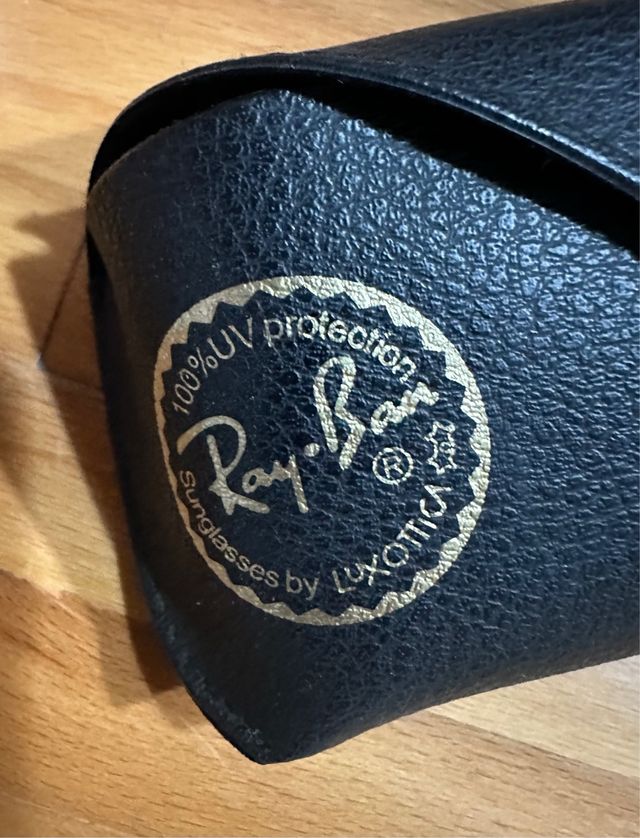 100%UV protection
Ray-Ban®
Sunglasses by LUXOTTICA